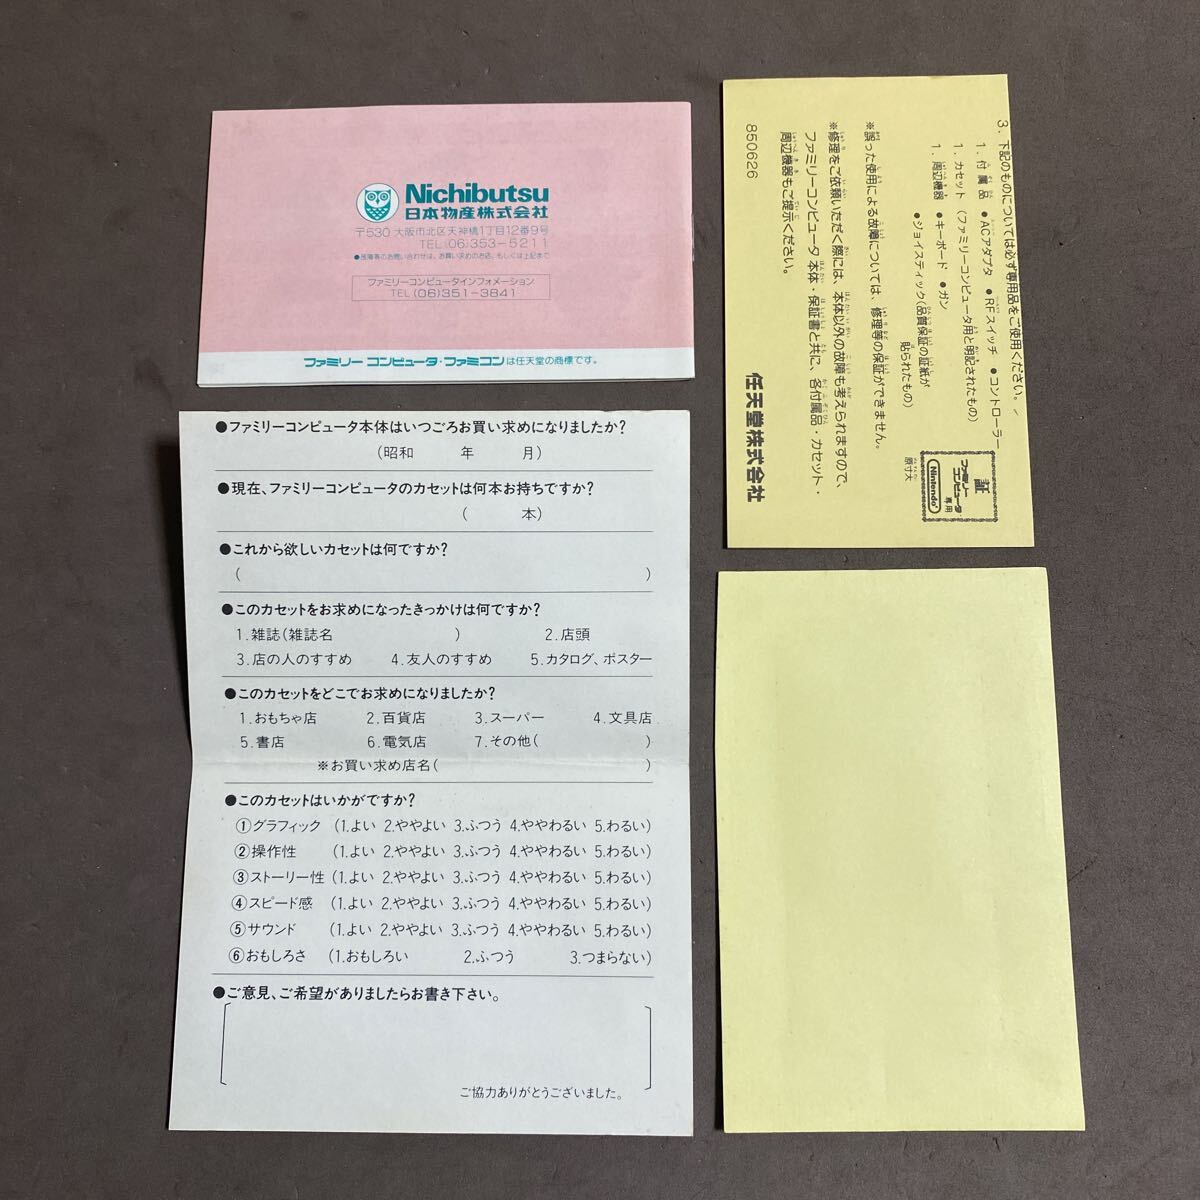 Nichibutsu
日本物産株式会社
〒530 大阪市北区天神橋1丁目12番9号
TEL(06)353-5211
●故障等のお問い合わせは、お買い求めのお店、もしくは上記まで
ファミリーコンピュータインフォメーション
TEL (06)351-3841
ファミリー コンピュータ・ファミコンは任天堂の商標です。
3. 下記のものについては必ず専用品をご使用ください。
1. 付属品 ●ACアダプタ ●RFスイッチ ●コントローラー
1. カセット (ファミリーコンピュータ用と明記されたもの)
1. 周辺機器 ●キーボード ●ガン
●ジョイスティック(品質保証の証紙が
貼られたもの)
証
ファミリー
コンピュータ
Nintendo
専用
原寸大
※誤った使用による故障については、修理等の保証ができません。
※修理をご依頼いただく際には、本体以外の故障も考えられますので、
ファミリーコンピュータ本体・保証書と共に、各付属品・カセット・
周辺機器もご提示ください。
850626
任天堂株式会社
●ファミリーコンピュータ本体はいつごろお買い求めになりましたか?
(昭和 年 月)
●現在、ファミリーコンピュータのカセットは何本お持ちですか?
( 本)
●これから欲しいカセットは何ですか?
( )
●このカセットをお求めになったきっかけは何ですか?
1.雑誌(雑誌名 ) 2.店頭
3.店の人のすすめ 4.友人のすすめ 5.カタログ、ポスター
●このカセットをどこでお求めになりましたか?
1.おもちゃ店 2.百貨店 3.スーパー 4.文具店
5.書店 6.電気店 7.その他( )
※お買い求め店名( )
●このカセットはいかがですか?
①グラフィック (1.よい 2.ややよい 3.ふつう 4.ややわるい 5.わるい)
②操作性 (1.よい 2.ややよい 3.ふつう 4.ややわるい 5.わるい)
③ストーリー性 (1.よい 2.ややよい 3.ふつう 4.ややわるい 5.わるい)
④スピード感 (1.よい 2.ややよい 3.ふつう 4.ややわるい 5.わるい)
⑤サウンド (1.よい 2.ややよい 3.ふつう 4.ややわるい 5.わるい)
⑥おもしろさ (1.おもしろい 2.ふつう 3.つまらない)
●ご意見、ご希望がありましたらお書き下さい。
ご協力ありがとうございました。